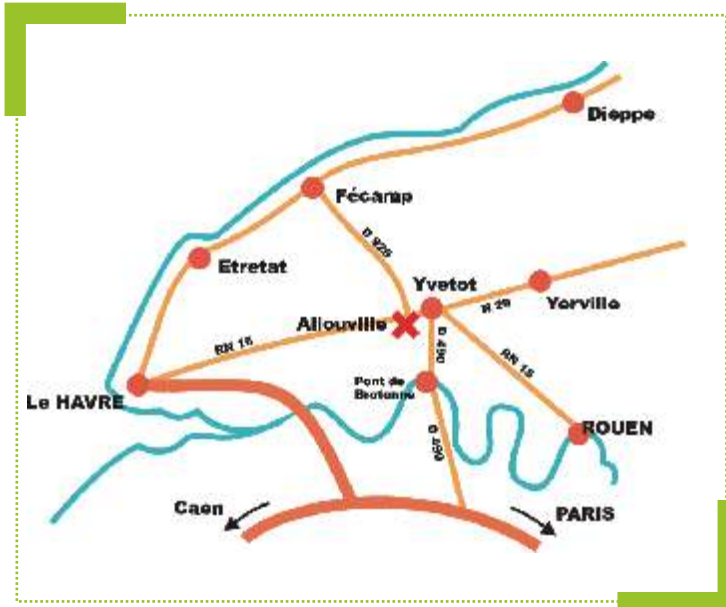 Dieppe
Fécamp
D 926
Etretat
Yvetot
Yerville
N 29
Allouville
RN 15
D 490
RN 15
Pont de
Brotonne
Le HAVRE
ROUEN
D 490
Caen
PARIS